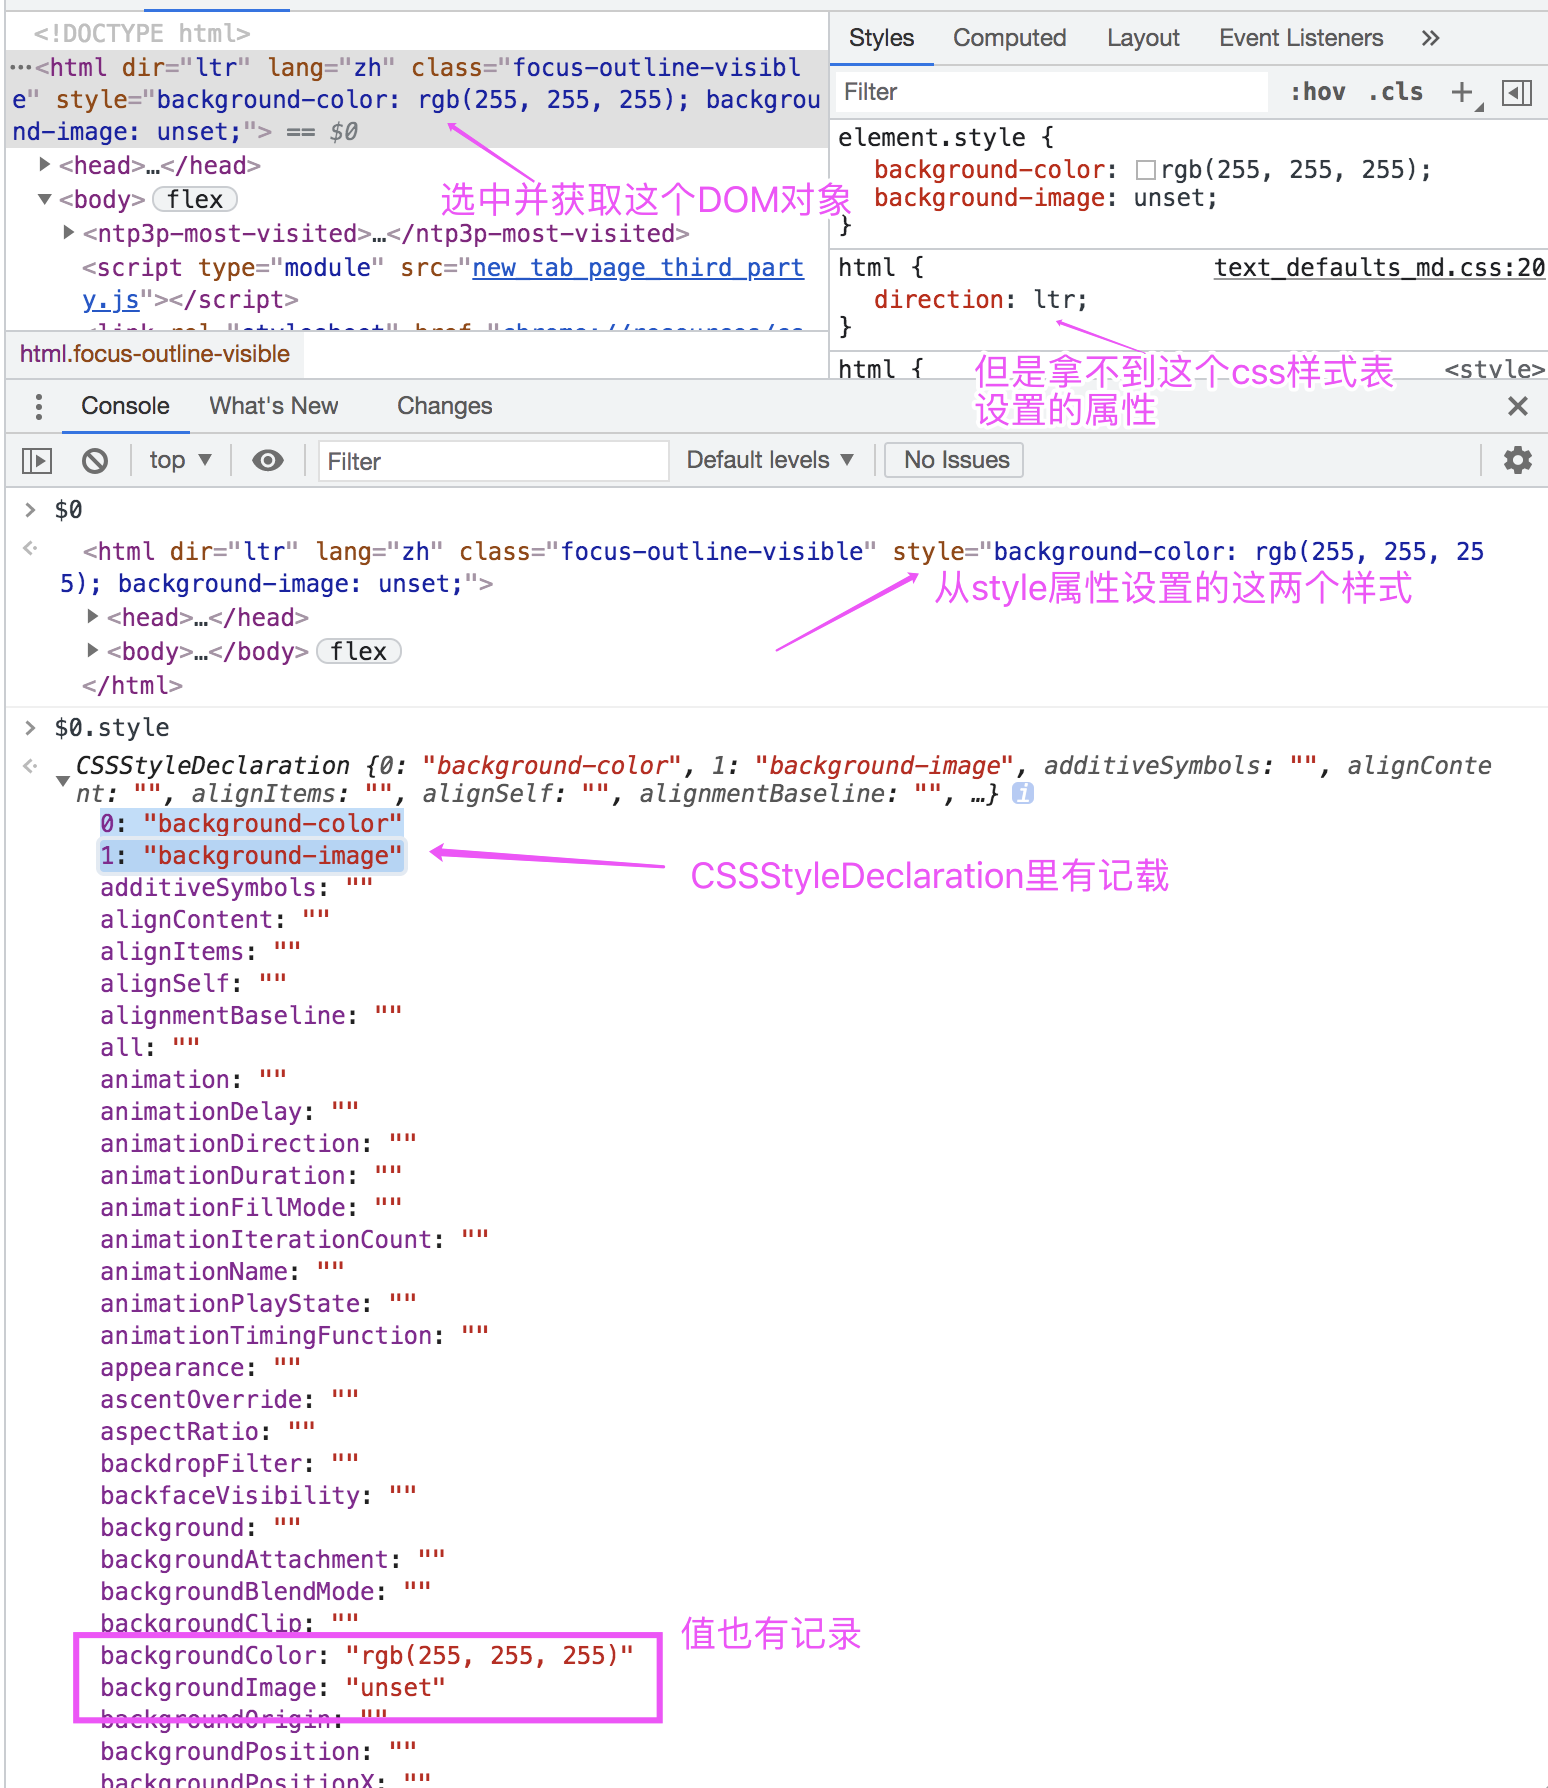 <!DOCTYPE html>
…<html dir="ltr" lang="zh" class="focus-outline-visibl
e" style="background-color: rgb(255, 255, 255); backgrou
nd-image: unset;"> == $0
<head>…</head>
<body> flex
选中并获取这个DOM对象
<ntp3p-most-visited>…</ntp3p-most-visited>
<script type="module" src="new_tab_page_third_part
y.js"></script>
html.focus-outline-visible
Styles Computed Layout Event Listeners »
Filter :hov .cls +
element.style {
background-color: rgb(255, 255, 255);
background-image: unset;
}
html { text_defaults_md.css:20
direction: ltr;
}
html { <style>
但是拿不到这个css样式表
设置的属性
Console What's New Changes
top Filter Default levels No Issues
> $0
<html dir="ltr" lang="zh" class="focus-outline-visible" style="background-color: rgb(255, 255, 25
5); background-image: unset;">
从style属性设置的这两个样式
<head>…</head>
<body>…</body> flex
</html>
> $0.style
CSSStyleDeclaration {0: "background-color", 1: "background-image", additiveSymbols: "", alignConte
nt: "", alignItems: "", alignSelf: "", alignmentBaseline: "", …} i
0: "background-color"
1: "background-image"
CSSStyleDeclaration里有记载
additiveSymbols: ""
alignContent: ""
alignItems: ""
alignSelf: ""
alignmentBaseline: ""
all: ""
animation: ""
animationDelay: ""
animationDirection: ""
animationDuration: ""
animationFillMode: ""
animationIterationCount: ""
animationName: ""
animationPlayState: ""
animationTimingFunction: ""
appearance: ""
ascentOverride: ""
aspectRatio: ""
backdropFilter: ""
backfaceVisibility: ""
background: ""
backgroundAttachment: ""
backgroundBlendMode: ""
backgroundClip: ""
值也有记录
backgroundColor: "rgb(255, 255, 255)"
backgroundImage: "unset"
backgroundOrigin: ""
backgroundPosition: ""
backgroundPositionX: ""